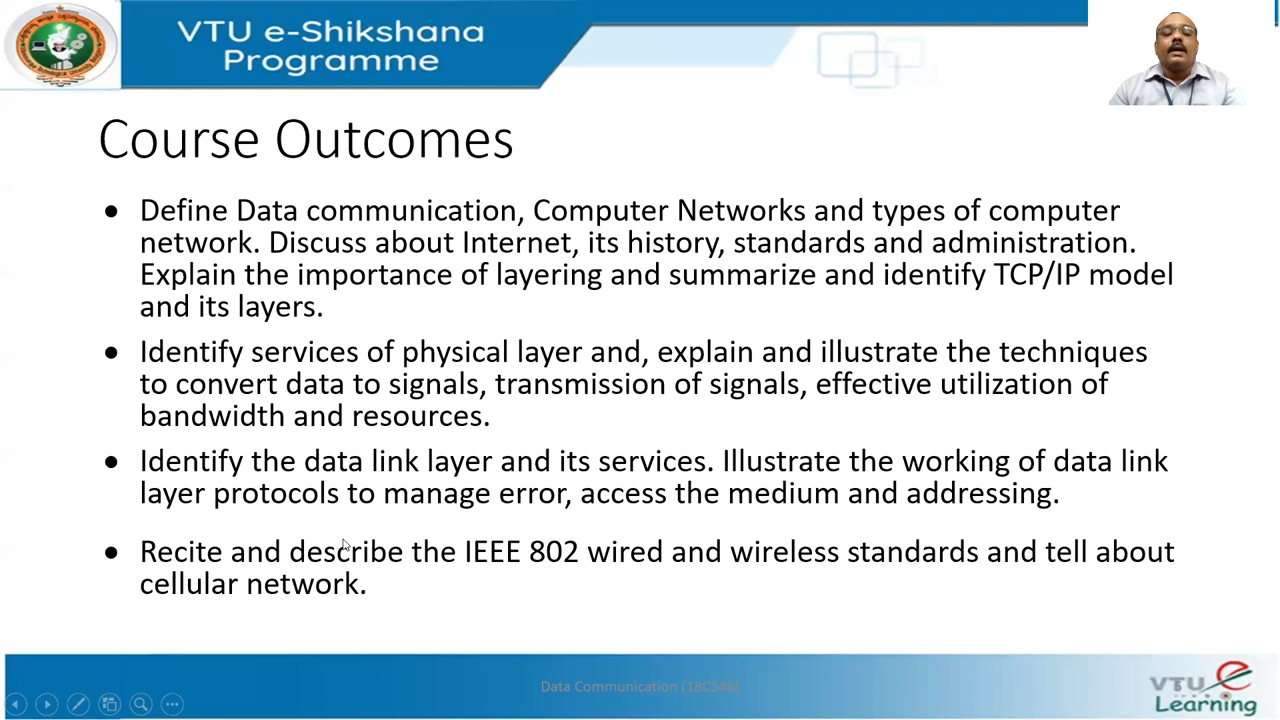 VTU e-Shikshana
Programme
Course Outcomes
• Define Data communication, Computer Networks and types of computer
network. Discuss about Internet, its history, standards and administration.
Explain the importance of layering and summarize and identify TCP/IP model
and its layers.
• Identify services of physical layer and, explain and illustrate the techniques
to convert data to signals, transmission of signals, effective utilization of
bandwidth and resources.
• Identify the data link layer and its services. Illustrate the working of data link
layer protocols to manage error, access the medium and addressing.
• Recite and describe the IEEE 802 wired and wireless standards and tell about
cellular network.
Data Communication (18CS46)
VTU e
Learning